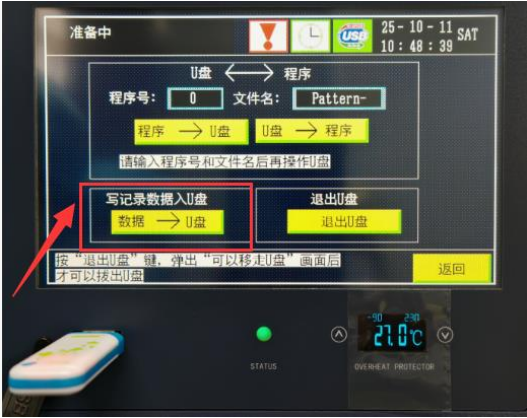 准备中
USB
25-10-11 SAT
10:48:39
U盘 ⟷ 程序
程序号: 0 文件名: Pattern-
程序 → U盘
U盘 → 程序
请输入程序号和文件名后再操作U盘
写记录数据入U盘
数据 → U盘
退出U盘
退出U盘
按“退出U盘”键，弹出“可以移走U盘”画面后
才可以拔出U盘
返回
27.0℃
STATUS
OVERHEAT PROTECTOR